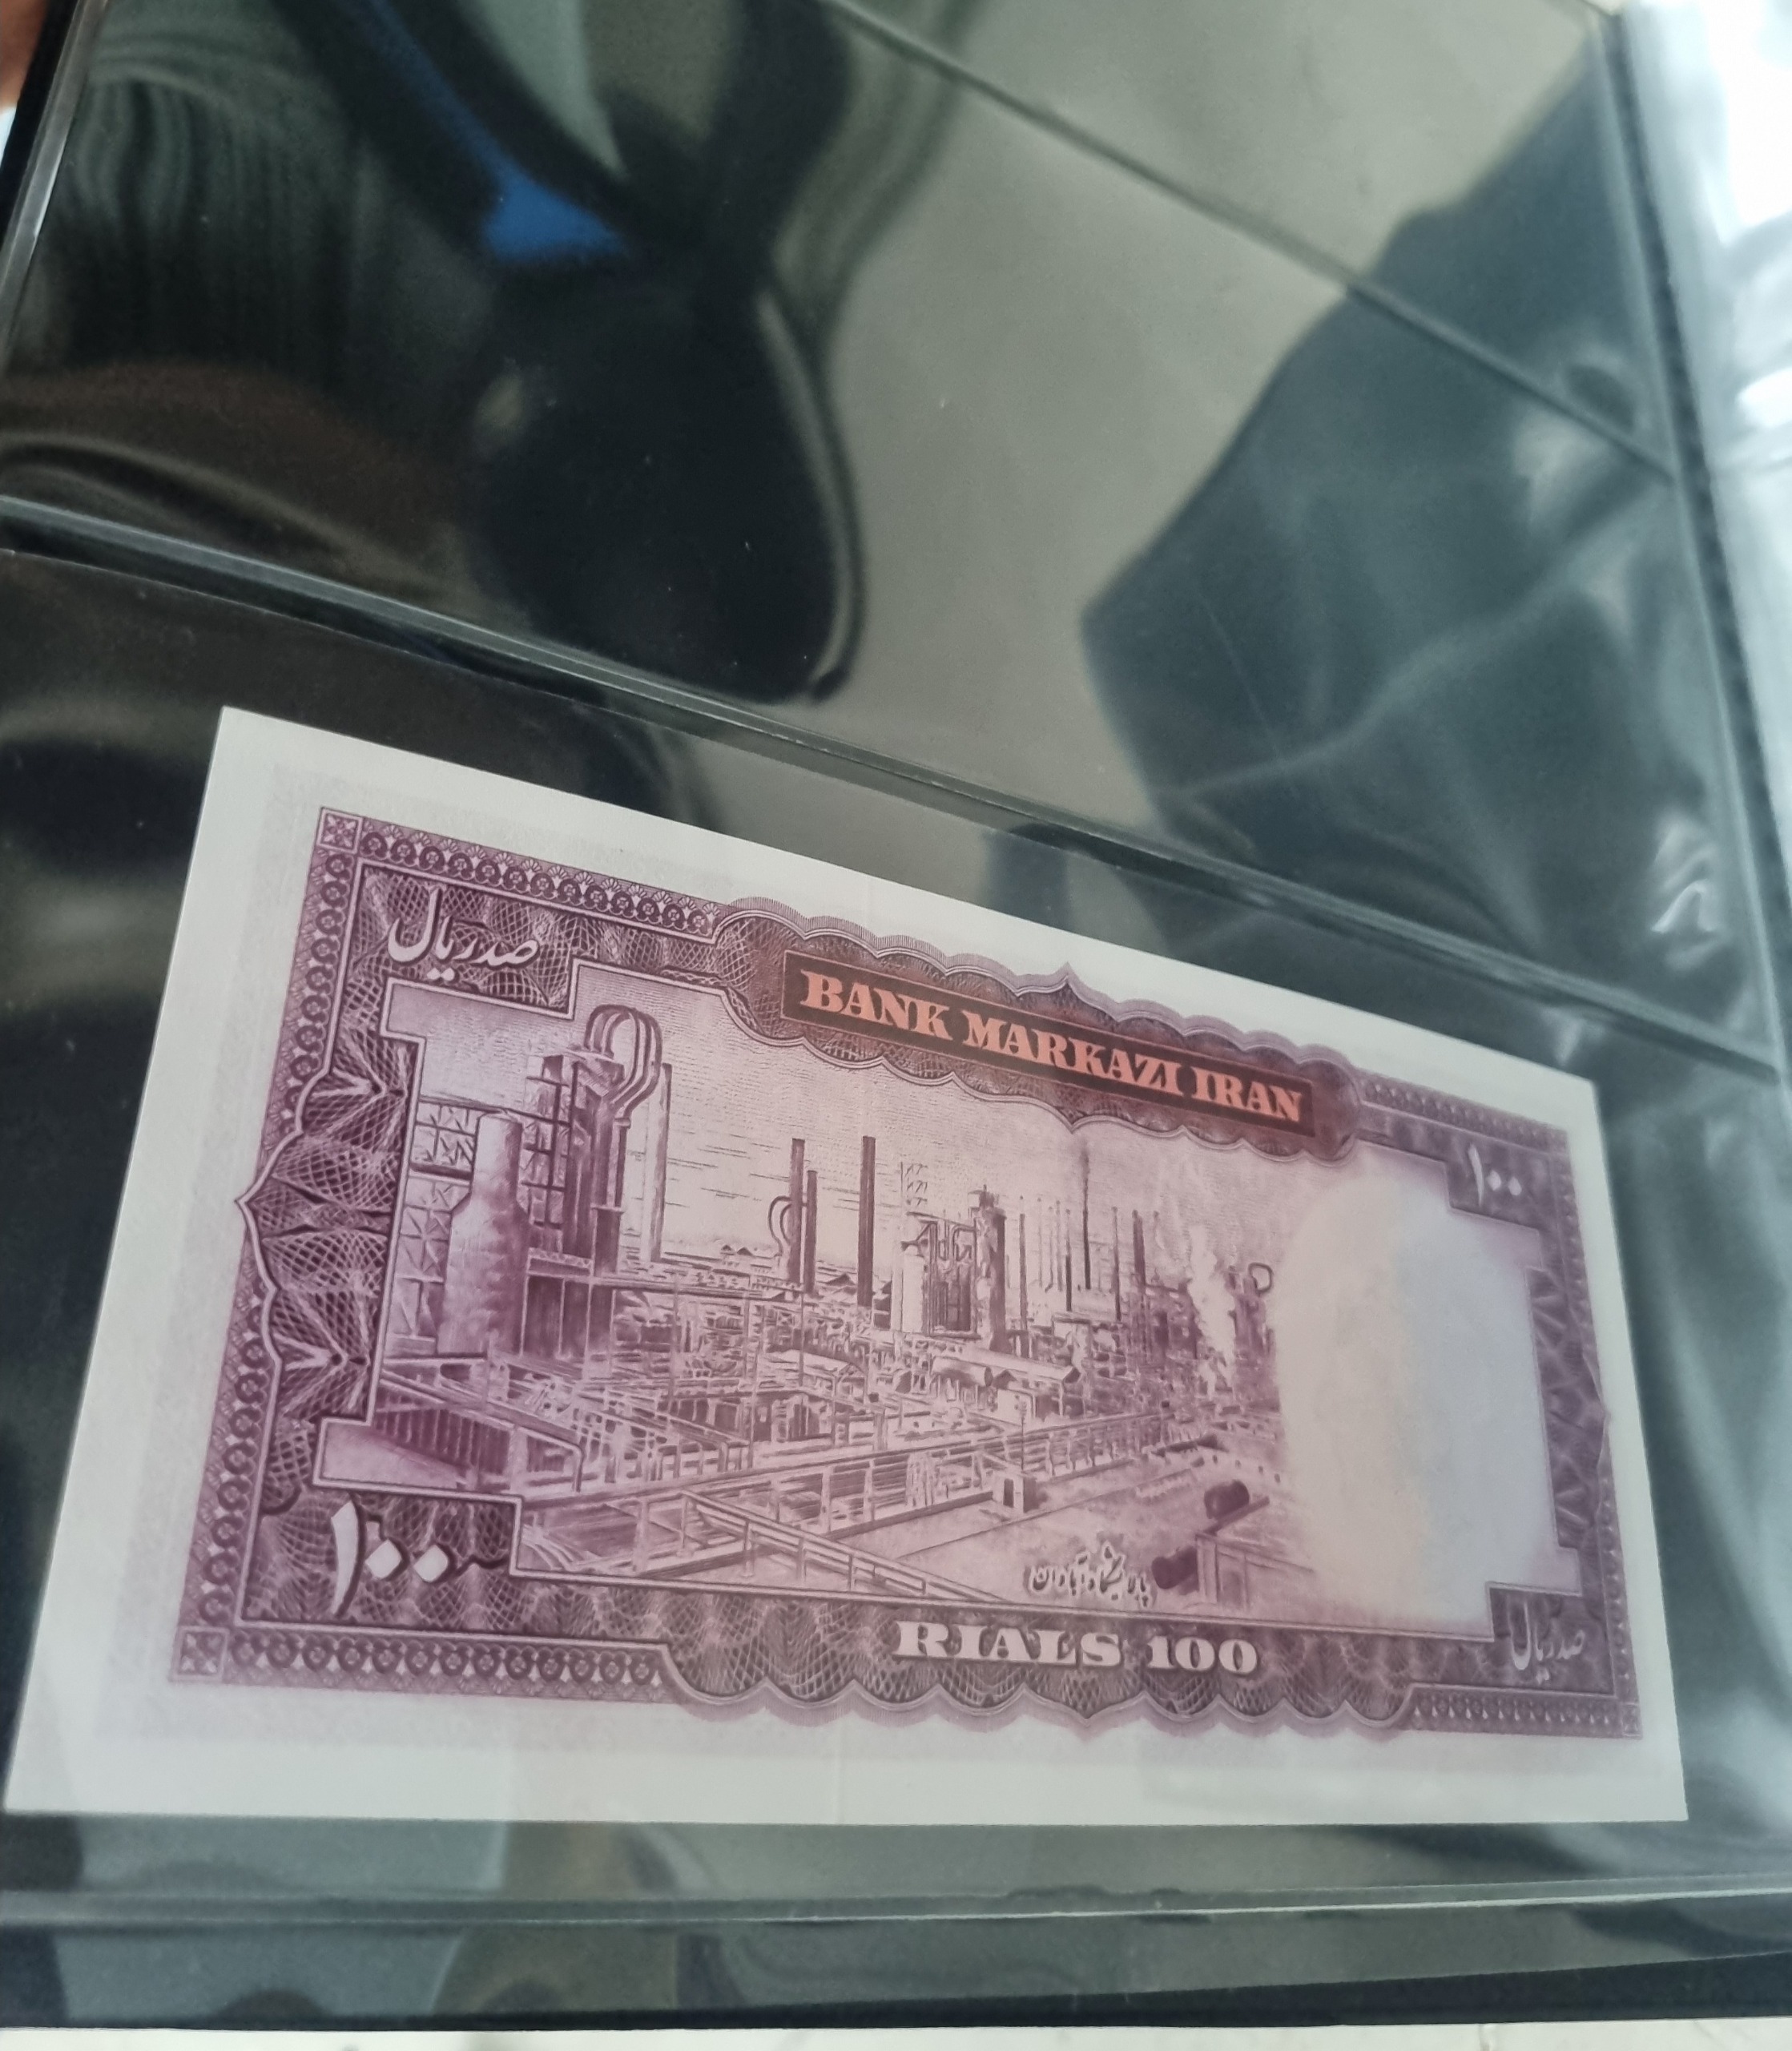 صد ریال
BANK MARKAZI IRAN
۱۰۰
پالایشگاه آبادان
۱۰۰
RIALS 100
صد ریال